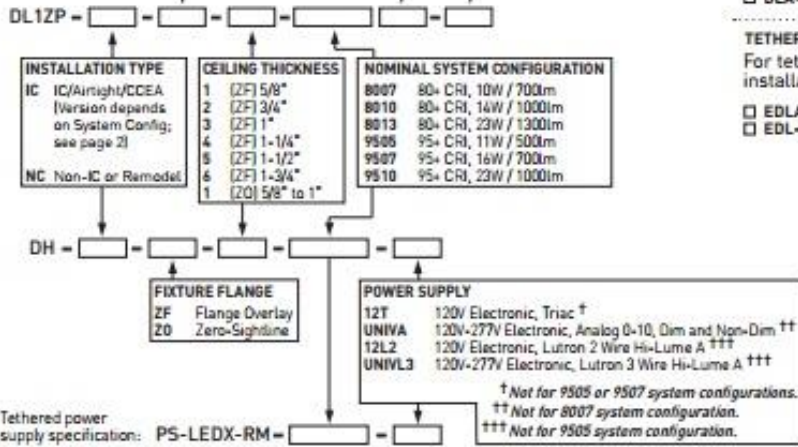 DL1ZP -
INSTALLATION TYPE
IC IC/Airtight/CCEA
(Version depends
on System Config;
see page 2)
NC Non-IC or Remodel
CEILING THICKNESS
1 (ZF) 5/8"
2 (ZF) 3/4"
3 (ZF) 1"
4 (ZF) 1-1/4"
5 (ZF) 1-1/2"
6 (ZF) 1-3/4"
1 (ZO) 5/8" to 1"
NOMINAL SYSTEM CONFIGURATION
8007 80+ CRI, 10W / 700lm
8010 80+ CRI, 14W / 1000lm
8013 80+ CRI, 23W / 1300lm
9505 95+ CRI, 11W / 500lm
9507 95+ CRI, 16W / 700lm
9510 95+ CRI, 23W / 1000lm
TETHER
For tet
install
☐ EDLA
☐ EDL-
DH -
FIXTURE FLANGE
ZF Flange Overlay
ZO Zero-Sightline
POWER SUPPLY
12T 120V Electronic, Triac †
UNIVA 120V-277V Electronic, Analog 0-10, Dim and Non-Dim ††
12L2 120V Electronic, Lutron 2 Wire Hi-Lume A †††
UNIVL3 120V-277V Electronic, Lutron 3 Wire Hi-Lume A †††
† Not for 9505 or 9507 system configurations.
†† Not for 8007 system configuration.
††† Not for 9505 system configuration.
Tethered power
supply specification: PS-LEDX-RM-